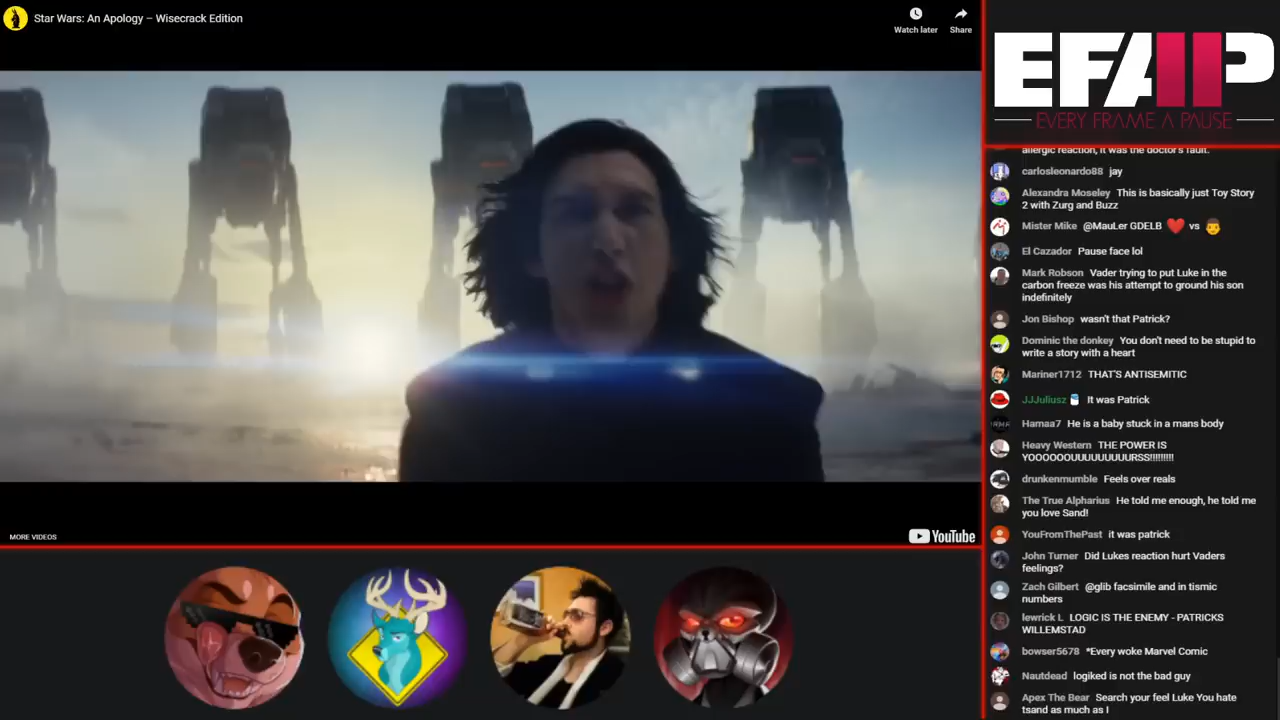 Star Wars: An Apology – Wisecrack Edition
Watch later
Share
MORE VIDEOS
YouTube
EFAP
EVERY FRAME A PAUSE
allergic reaction, it was the doctor's fault.
carlosleonardo88 jay
Alexandra Moseley This is basically just Toy Story
2 with Zurg and Buzz
Mister Mike @MauLer GDELB ❤️ vs 👨
El Cazador Pause face lol
Mark Robson Vader trying to put Luke in the
carbon freeze was his attempt to ground his son
indefinitely
Jon Bishop wasn't that Patrick?
Dominic the donkey You don't need to be stupid to
write a story with a heart
Mariner1712 THAT'S ANTISEMITIC
JJJuliusz 🥛 It was Patrick
Hamaa7 He is a baby stuck in a mans body
Heavy Western THE POWER IS
YOOOOOOUUUUUUUUURSS!!!!!!!!!
drunkenmumble Feels over reals
The True Alpharius He told me enough, he told me
you love Sand!
YouFromThePast it was patrick
John Turner Did Lukes reaction hurt Vaders
feelings?
Zach Gilbert @glib facsimile and in tismic
numbers
lewrick L LOGIC IS THE ENEMY - PATRICKS
WILLEMSTAD
bowser5678 *Every woke Marvel Comic
Nautdead logiked is not the bad guy
Apex The Bear Search your feel Luke You hate
tsand as much as I